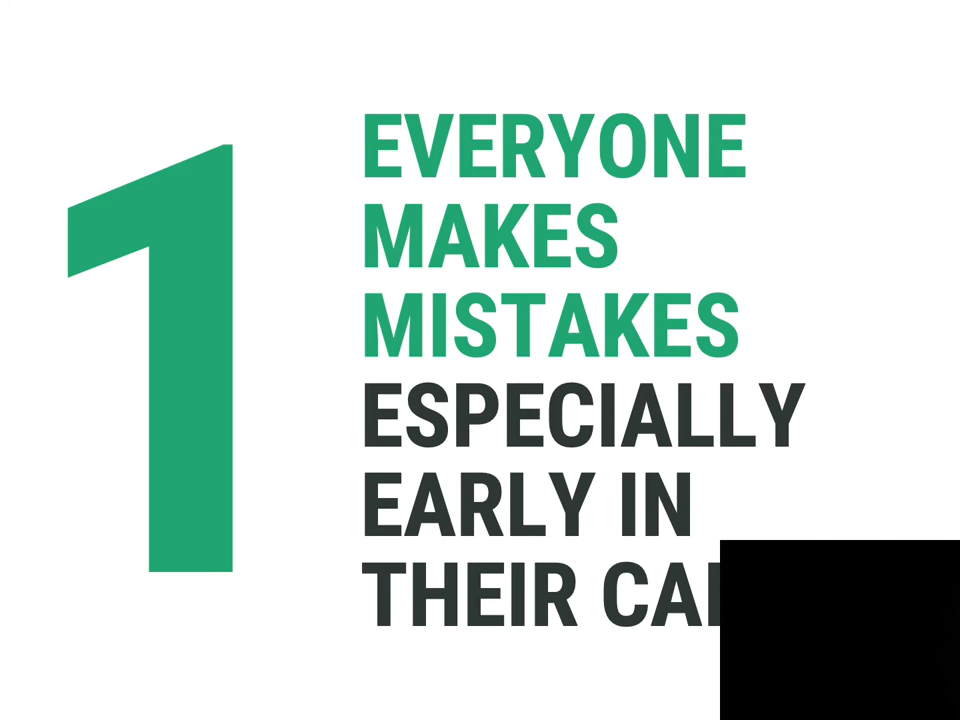 1
EVERYONE
MAKES
MISTAKES
ESPECIALLY
EARLY IN
THEIR